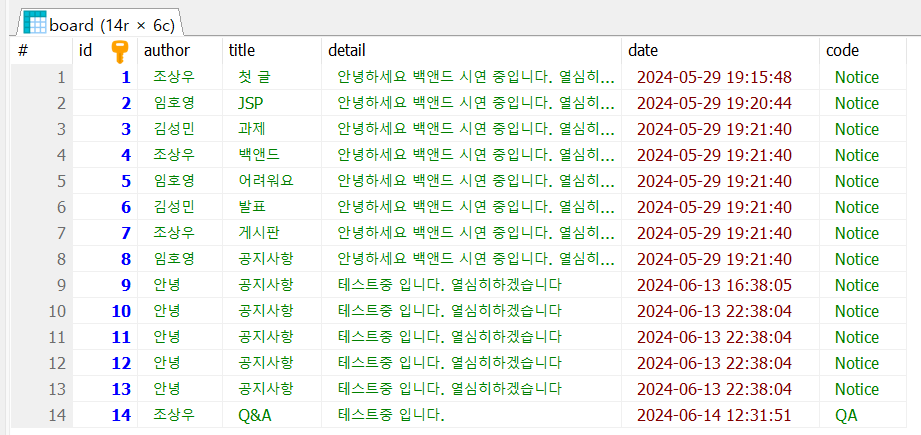 board (14r × 6c)
# id author title detail date code
1 1 조상우 첫 글 안녕하세요 백앤드 시연 중입니다. 열심히... 2024-05-29 19:15:48 Notice
2 2 임호영 JSP 안녕하세요 백앤드 시연 중입니다. 열심히... 2024-05-29 19:20:44 Notice
3 3 김성민 과제 안녕하세요 백앤드 시연 중입니다. 열심히... 2024-05-29 19:21:40 Notice
4 4 조상우 백앤드 안녕하세요 백앤드 시연 중입니다. 열심히... 2024-05-29 19:21:40 Notice
5 5 임호영 어려워요 안녕하세요 백앤드 시연 중입니다. 열심히... 2024-05-29 19:21:40 Notice
6 6 김성민 발표 안녕하세요 백앤드 시연 중입니다. 열심히... 2024-05-29 19:21:40 Notice
7 7 조상우 게시판 안녕하세요 백앤드 시연 중입니다. 열심히... 2024-05-29 19:21:40 Notice
8 8 임호영 공지사항 안녕하세요 백앤드 시연 중입니다. 열심히... 2024-05-29 19:21:40 Notice
9 9 안녕 공지사항 테스트중 입니다. 열심히하겠습니다 2024-06-13 16:38:05 Notice
10 10 안녕 공지사항 테스트중 입니다. 열심히하겠습니다 2024-06-13 22:38:04 Notice
11 11 안녕 공지사항 테스트중 입니다. 열심히하겠습니다 2024-06-13 22:38:04 Notice
12 12 안녕 공지사항 테스트중 입니다. 열심히하겠습니다 2024-06-13 22:38:04 Notice
13 13 안녕 공지사항 테스트중 입니다. 열심히하겠습니다 2024-06-13 22:38:04 Notice
14 14 조상우 Q&A 테스트중 입니다. 2024-06-14 12:31:51 QA